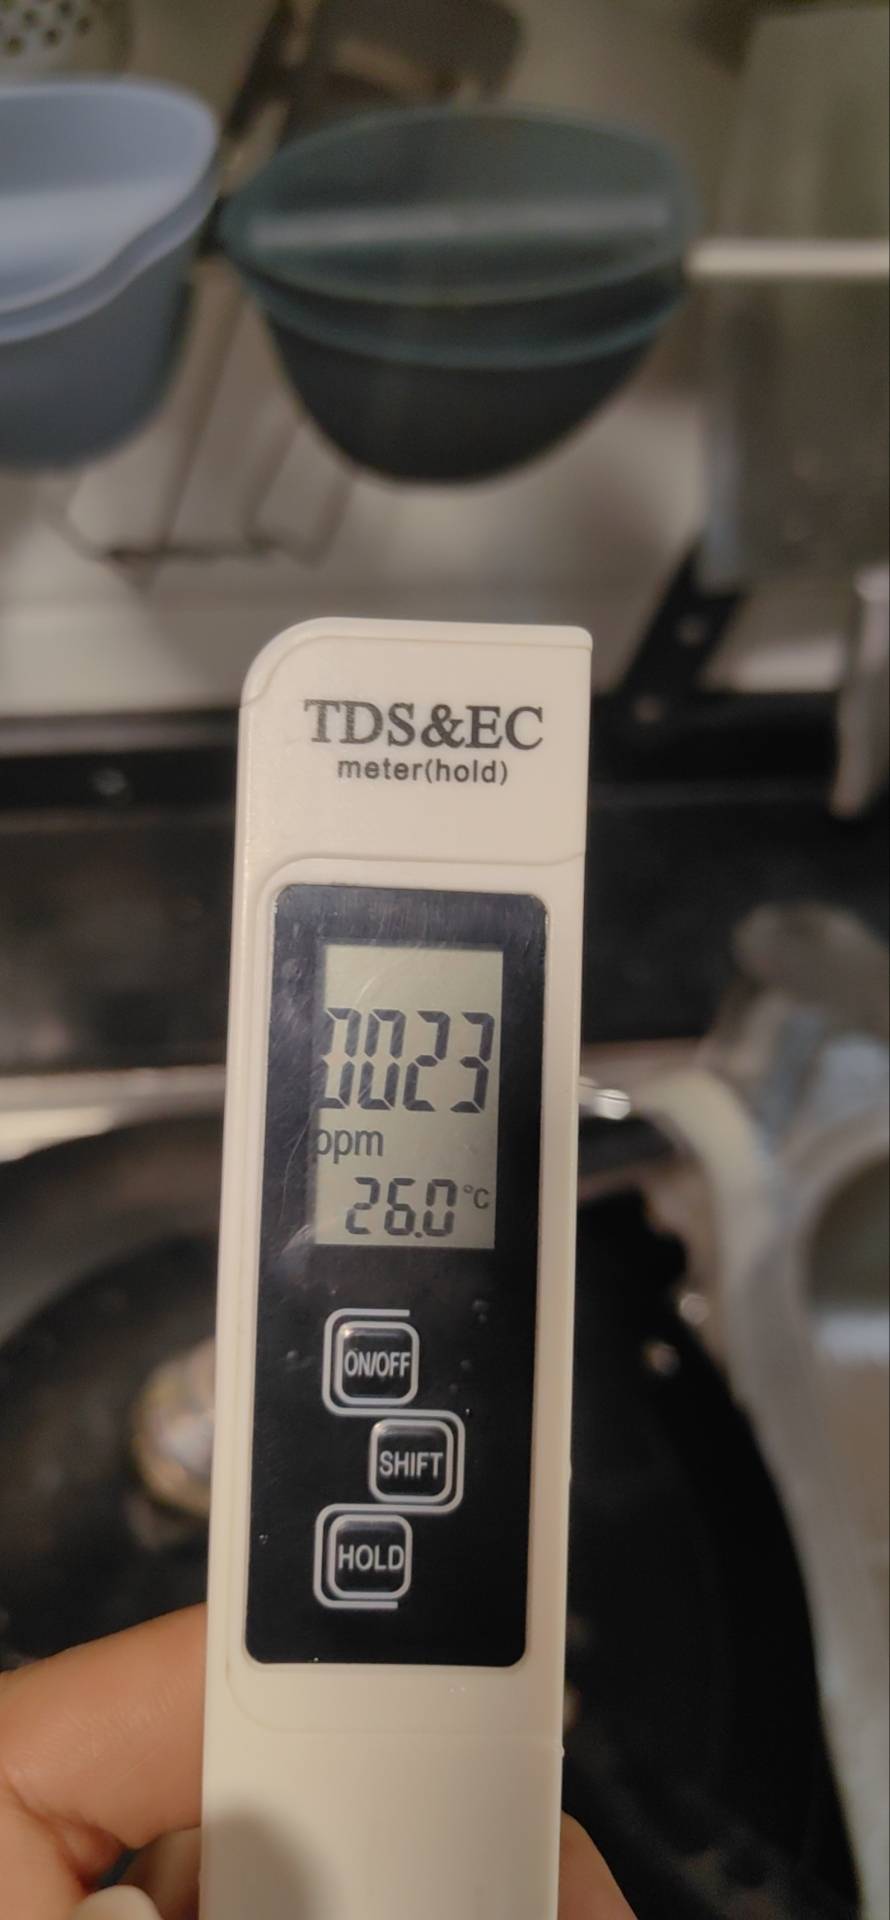 TDS&EC
meter(hold)
0023
ppm
26.0°C
ON/OFF
SHIFT
HOLD